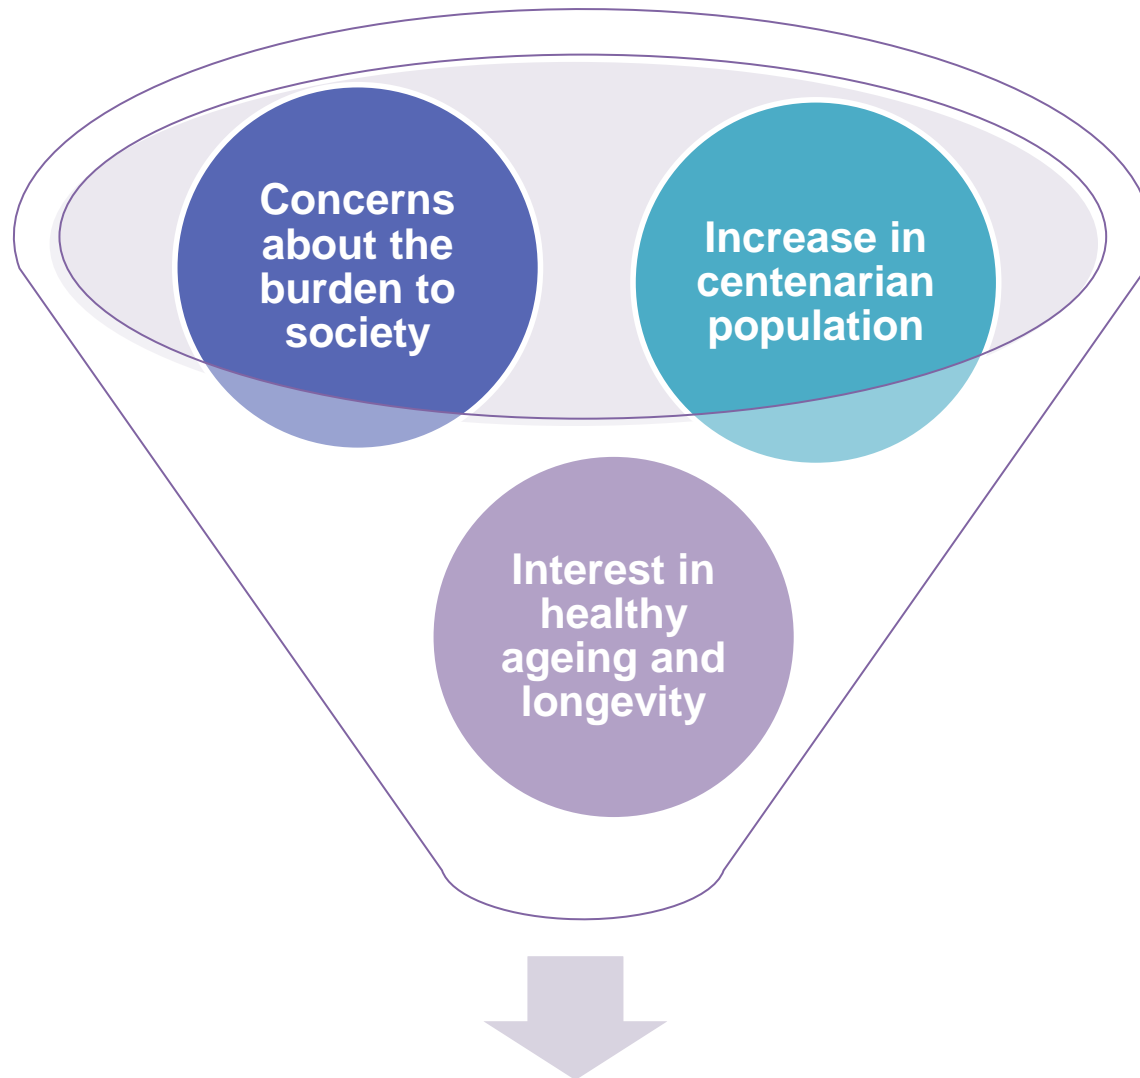 Concerns
about the
burden to
society
Increase in
centenarian
population
Interest in
healthy
ageing and
longevity